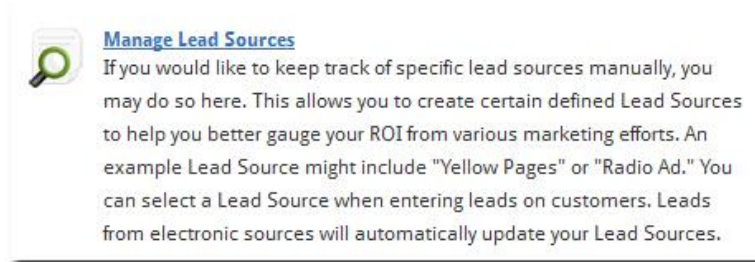 Manage Lead Sources
If you would like to keep track of specific lead sources manually, you
may do so here. This allows you to create certain defined Lead Sources
to help you better gauge your ROI from various marketing efforts. An
example Lead Source might include "Yellow Pages" or "Radio Ad." You
can select a Lead Source when entering leads on customers. Leads
from electronic sources will automatically update your Lead Sources.